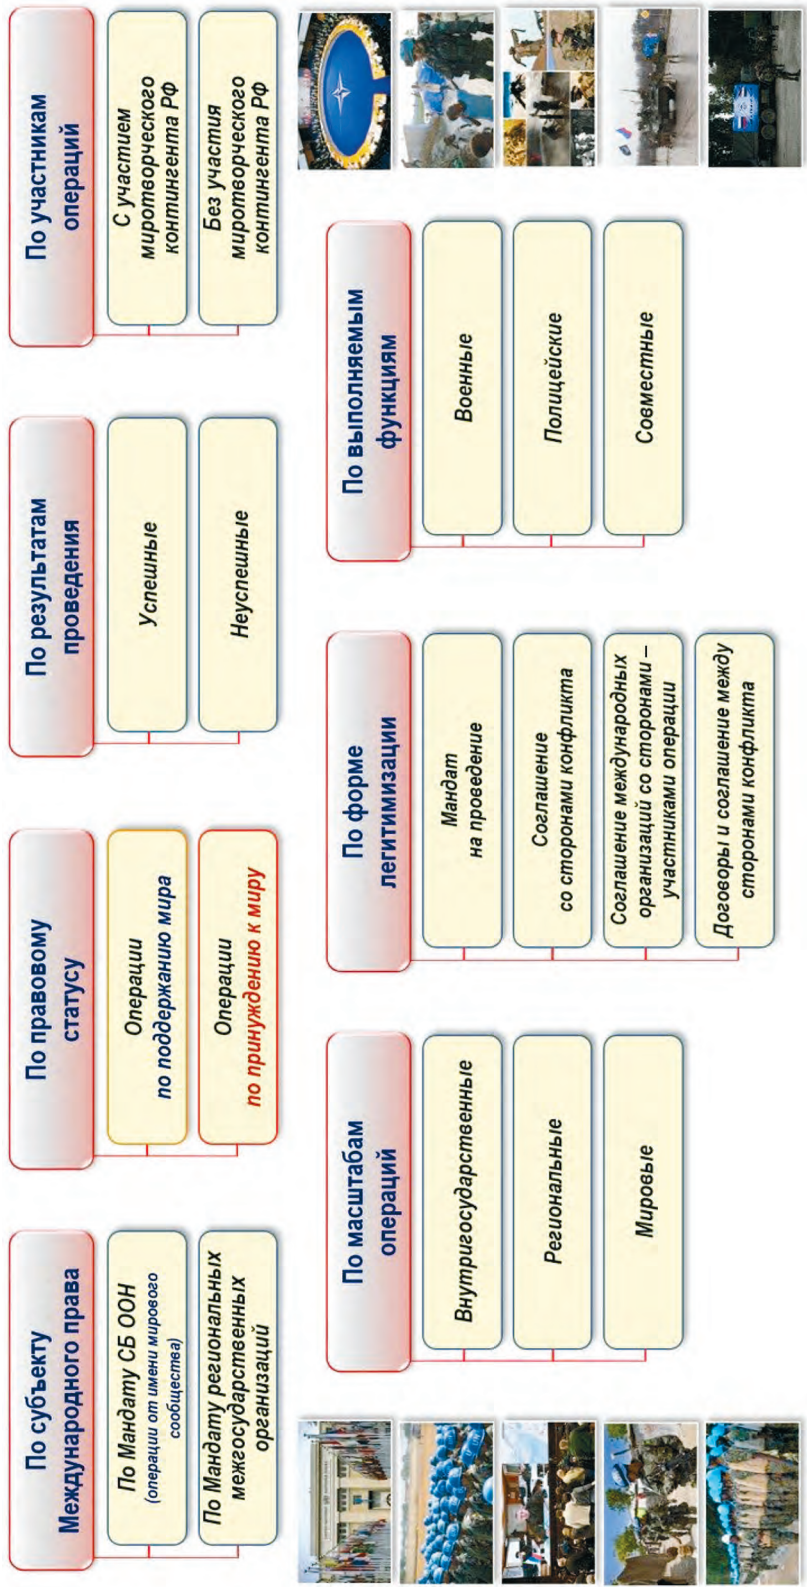 По субъекту
Международного права
По Мандату СБ ООН
(операции от имени мирового
сообщества)
По Мандату региональных
межгосударственных
организаций
По правовому
статусу
Операции
по поддержанию мира
Операции
по принуждению к миру
По результатам
проведения
Успешные
Неуспешные
По участникам
операций
С участием
миротворческого
контингента РФ
Без участия
миротворческого
контингента РФ
По масштабам
операций
Внутригосударственные
Региональные
Мировые
По форме
легитимизации
Мандат
на проведение
Соглашение
со сторонами конфликта
Соглашение международных
организаций со сторонами –
участниками операции
Договоры и соглашение между
сторонами конфликта
По выполняемым
функциям
Военные
Полицейские
Совместные